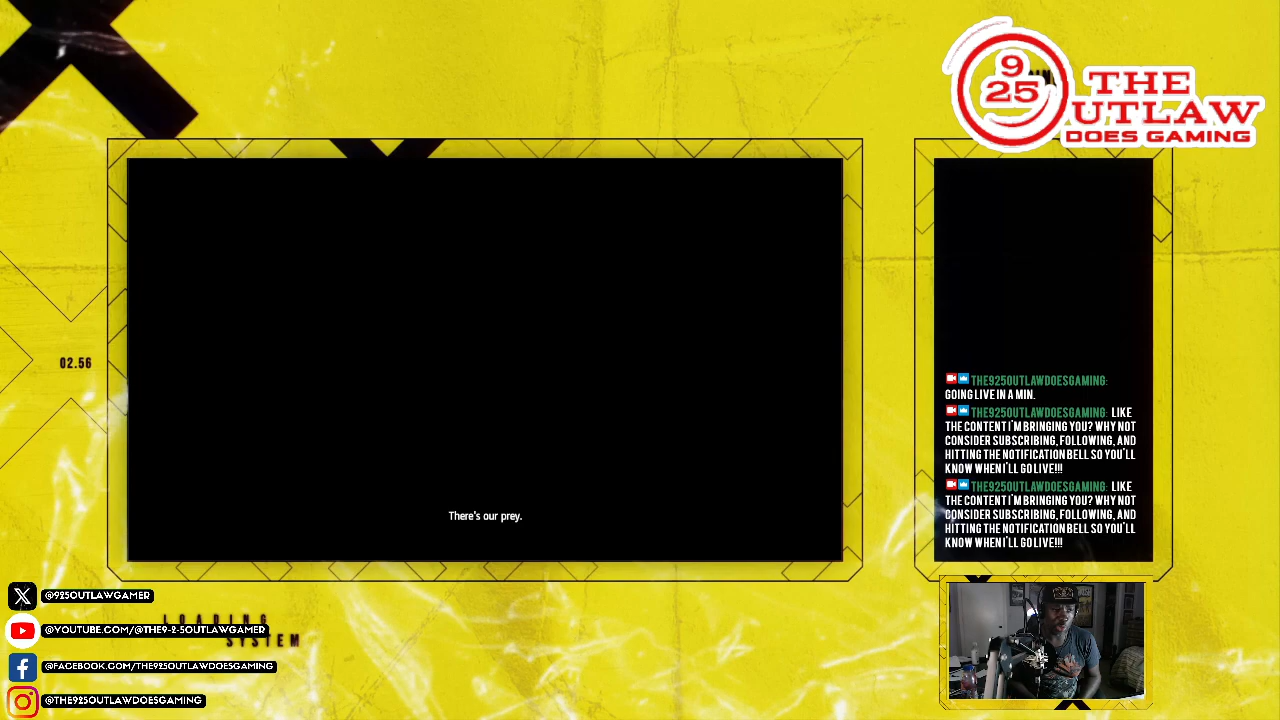 9
25
THE
OUTLAW
DOES GAMING
02.56
There's our prey.
THE925OUTLAWDOESGAMING:
GOING LIVE IN A MIN.
THE925OUTLAWDOESGAMING: LIKE
THE CONTENT I'M BRINGING YOU? WHY NOT
CONSIDER SUBSCRIBING, FOLLOWING, AND
HITTING THE NOTIFICATION BELL SO YOU'LL
KNOW WHEN I'LL GO LIVE!!!
THE925OUTLAWDOESGAMING: LIKE
THE CONTENT I'M BRINGING YOU? WHY NOT
CONSIDER SUBSCRIBING, FOLLOWING, AND
HITTING THE NOTIFICATION BELL SO YOU'LL
KNOW WHEN I'LL GO LIVE!!!
@925OUTLAWGAMER
LOADING
@YOUTUBE.COM/@THE9-2-5OUTLAWGAMER
SYSTEM
@FACEBOOK.COM/THE925OUTLAWDOESGAMING
@THE925OUTLAWDOESGAMING